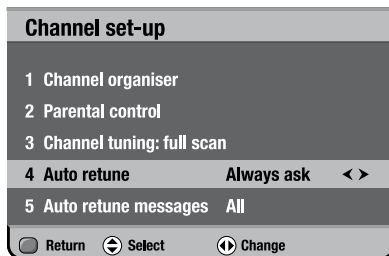 Channel set-up
1 Channel organiser
2 Parental control
3 Channel tuning: full scan
4 Auto retune Always ask < >
5 Auto retune messages All
Return Select Change